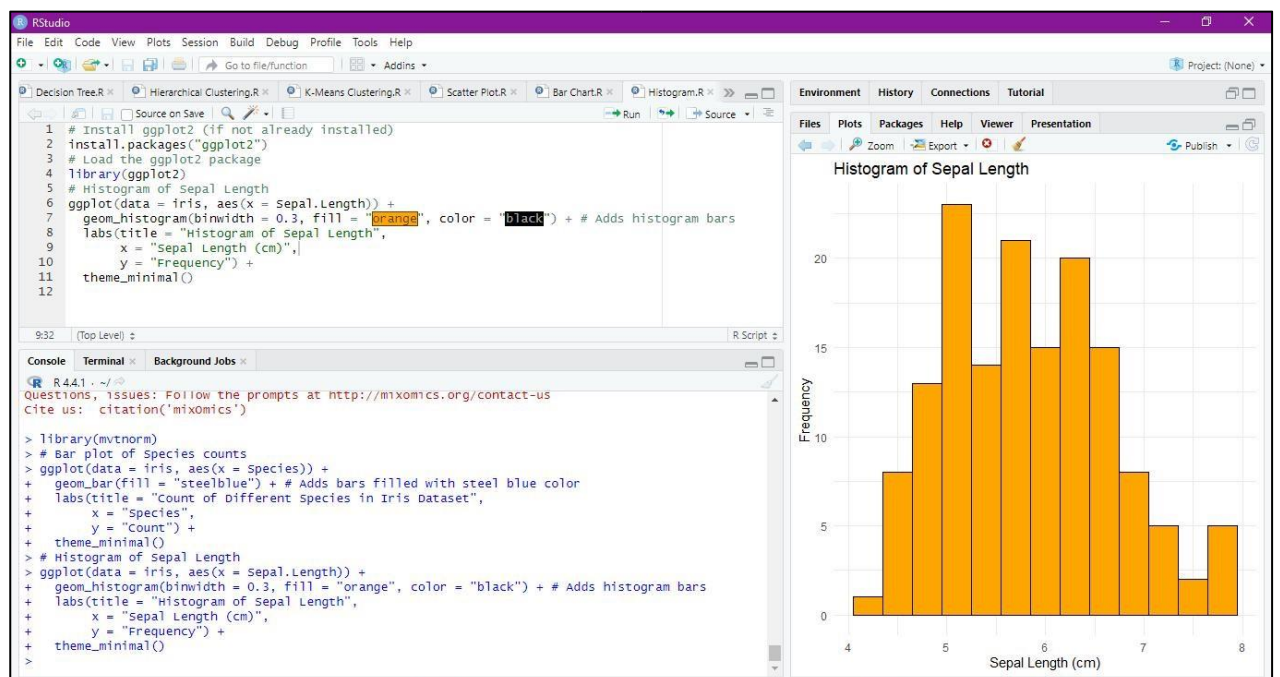 RStudio
File Edit Code View Plots Session Build Debug Profile Tools Help
Go to file/function Addins Project: (None)
Decision Tree.R Hierarchical Clustering.R K-Means Clustering.R Scatter Plot.R Bar Chart.R Histogram.R
Source on Save Run Source
1 # Install ggplot2 (if not already installed)
2 install.packages("ggplot2")
3 # Load the ggplot2 package
4 library(ggplot2)
5 # Histogram of Sepal Length
6 ggplot(data = iris, aes(x = Sepal.Length)) +
7 geom_histogram(binwidth = 0.3, fill = "orange", color = "black") + # Adds histogram bars
8 labs(title = "Histogram of Sepal Length",
9 x = "Sepal Length (cm)",
10 y = "Frequency") +
11 theme_minimal()
12
9:32 (Top Level) R Script
Console Terminal Background Jobs
R 4.4.1 · ~/
Questions, issues: Follow the prompts at http://mixomics.org/contact-us
Cite us: citation('mixOmics')
> library(mvtnorm)
> # Bar plot of Species counts
> ggplot(data = iris, aes(x = Species)) +
+ geom_bar(fill = "steelblue") + # Adds bars filled with steel blue color
+ labs(title = "Count of Different Species in Iris Dataset",
+ x = "Species",
+ y = "Count") +
+ theme_minimal()
> # Histogram of Sepal Length
> ggplot(data = iris, aes(x = Sepal.Length)) +
+ geom_histogram(binwidth = 0.3, fill = "orange", color = "black") + # Adds histogram bars
+ labs(title = "Histogram of Sepal Length",
+ x = "Sepal Length (cm)",
+ y = "Frequency") +
+ theme_minimal()
>
Environment History Connections Tutorial
Files Plots Packages Help Viewer Presentation
Zoom Export Publish
Histogram of Sepal Length
20
15
10
5
0
Frequency
4 5 6 7 8
Sepal Length (cm)